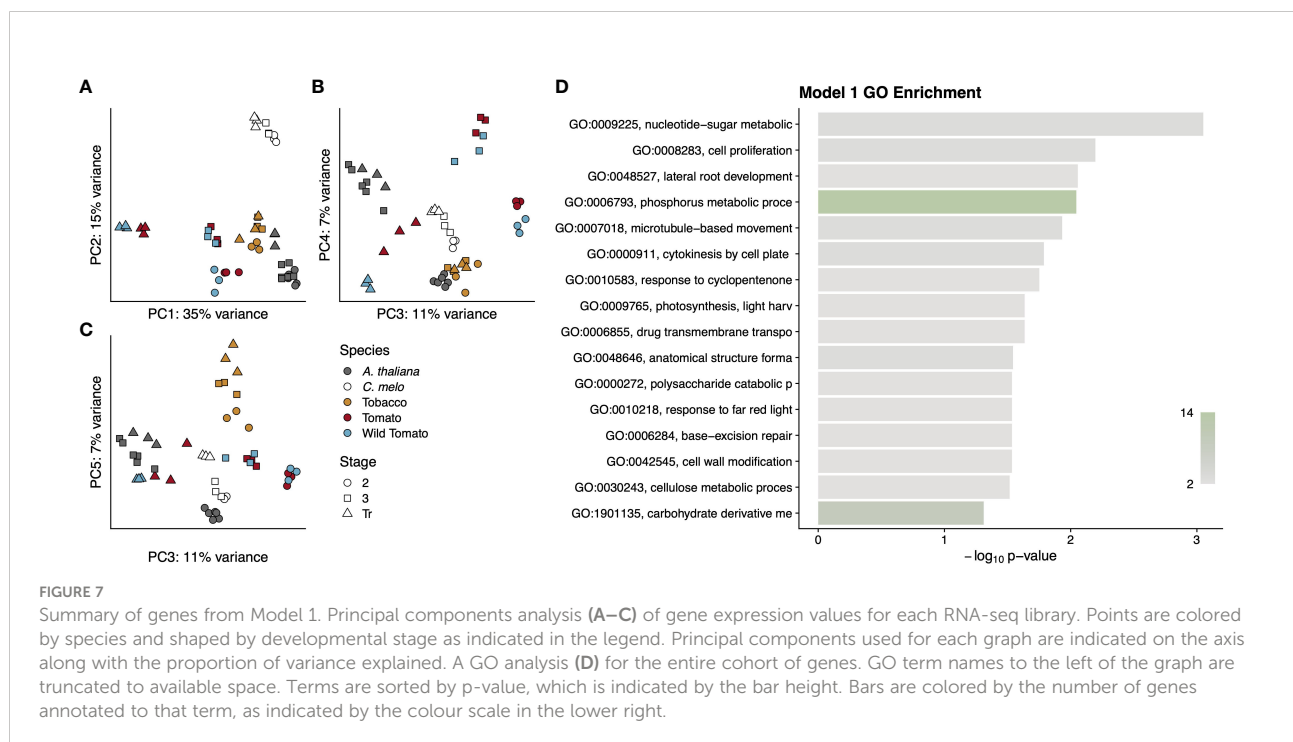 A
PC2: 15% variance
PC1: 35% variance
B
PC4: 7% variance
PC3: 11% variance
C
PC5: 7% variance
PC3: 11% variance
Species
A. thaliana
C. melo
Tobacco
Tomato
Wild Tomato
Stage
2
3
Tr
D
Model 1 GO Enrichment
GO:0009225, nucleotide−sugar metabolic
GO:0008283, cell proliferation
GO:0048527, lateral root development
GO:0006793, phosphorus metabolic proce
GO:0007018, microtubule−based movement
GO:0000911, cytokinesis by cell plate
GO:0010583, response to cyclopentenone
GO:0009765, photosynthesis, light harv
GO:0006855, drug transmembrane transpo
GO:0048646, anatomical structure forma
GO:0000272, polysaccharide catabolic p
GO:0010218, response to far red light
GO:0006284, base−excision repair
GO:0042545, cell wall modification
GO:0030243, cellulose metabolic proces
GO:1901135, carbohydrate derivative me
14
2
0 1 2 3
−log10 p-value
FIGURE 7
Summary of genes from Model 1. Principal components analysis (A–C) of gene expression values for each RNA-seq library. Points are colored
by species and shaped by developmental stage as indicated in the legend. Principal components used for each graph are indicated on the axis
along with the proportion of variance explained. A GO analysis (D) for the entire cohort of genes. GO term names to the left of the graph are
truncated to available space. Terms are sorted by p-value, which is indicated by the bar height. Bars are colored by the number of genes
annotated to that term, as indicated by the colour scale in the lower right.